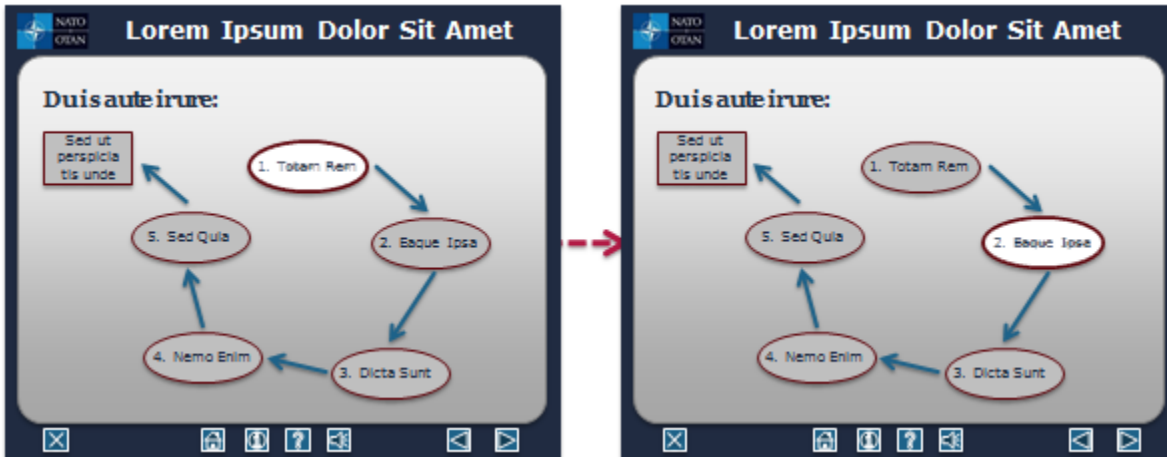 NATO
OTAN
Lorem Ipsum Dolor Sit Amet
Duis aute irure:
Sed ut
perspicia
tis unde
1. Totam Rem
2. Eaque Ipsa
3. Dicta Sunt
4. Nemo Enim
5. Sed Quia
NATO
OTAN
Lorem Ipsum Dolor Sit Amet
Duis aute irure:
Sed ut
perspicia
tis unde
1. Totam Rem
2. Eaque Ipsa
3. Dicta Sunt
4. Nemo Enim
5. Sed Quia